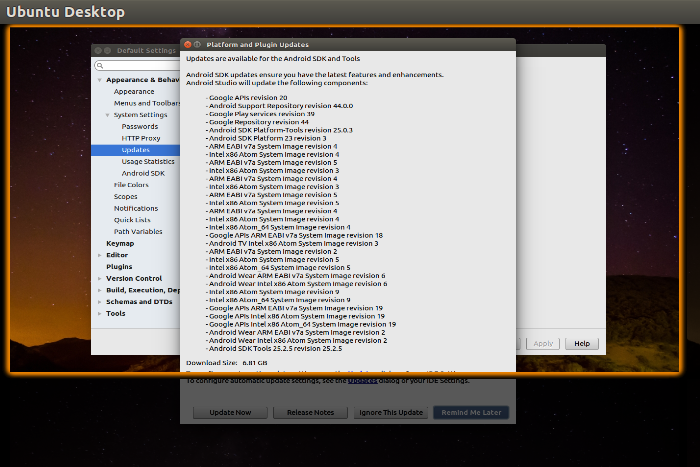 Ubuntu Desktop
Default Settings
Platform and Plugin Updates
Updates are available for the Android SDK and Tools
Android SDK updates ensure you have the latest features and enhancements.
Android Studio will update the following components:
- Google APIs revision 20
- Android Support Repository revision 44.0.0
- Google Play services revision 39
- Google Repository revision 44
- Android SDK Platform-Tools revision 25.0.3
- Android SDK Platform 23 revision 3
- ARM EABI v7a System Image revision 4
- Intel x86 Atom System Image revision 4
- ARM EABI v7a System Image revision 5
- Intel x86 Atom System Image revision 3
- ARM EABI v7a System Image revision 4
- Intel x86 Atom System Image revision 3
- ARM EABI v7a System Image revision 5
- Intel x86 Atom System Image revision 5
- ARM EABI v7a System Image revision 4
- Intel x86 Atom System Image revision 4
- Intel x86 Atom_64 System Image revision 4
- Google APIs ARM EABI v7a System Image revision 18
- Android TV Intel x86 Atom System Image revision 3
- ARM EABI v7a System Image revision 2
- Intel x86 Atom System Image revision 5
- Intel x86 Atom_64 System Image revision 5
- Android Wear ARM EABI v7a System Image revision 6
- Android Wear Intel x86 Atom System Image revision 6
- Intel x86 Atom System Image revision 9
- Intel x86 Atom_64 System Image revision 9
- Google APIs ARM EABI v7a System Image revision 19
- Google APIs Intel x86 Atom System Image revision 19
- Google APIs Intel x86 Atom_64 System Image revision 19
- Android Wear ARM EABI v7a System Image revision 2
- Android Wear Intel x86 Atom System Image revision 2
- Android SDK Tools 25.2.5 revision 25.2.5
Download Size: 6.81 GB
To configure automatic update settings, see the Updates dialog of your IDE Settings.
Update Now
Release Notes
Ignore This Update
Remind Me Later
Appearance & Behav
Appearance
Menus and Toolbars
System Settings
Passwords
HTTP Proxy
Updates
Usage Statistics
Android SDK
File Colors
Scopes
Notifications
Quick Lists
Path Variables
Keymap
Editor
Plugins
Version Control
Build, Execution, Dep
Schemas and DTDs
Tools
Apply
Help